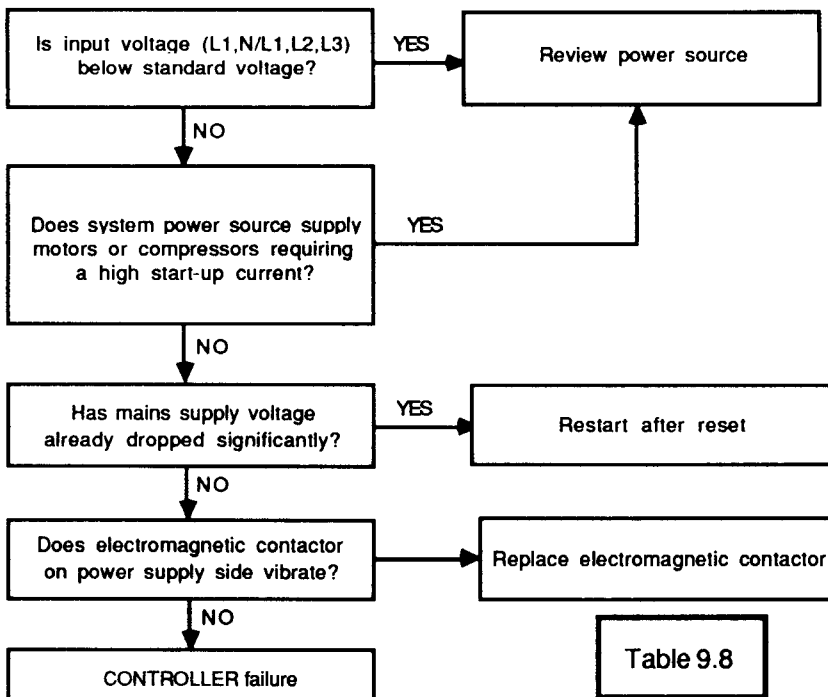 Is input voltage (L1,N/L1,L2,L3)
below standard voltage?
YES
Review power source
NO
Does system power source supply
motors or compressors requiring
a high start-up current?
YES
NO
Has mains supply voltage
already dropped significantly?
YES
Restart after reset
NO
Does electromagnetic contactor
on power supply side vibrate?
Replace electromagnetic contactor
NO
CONTROLLER failure
Table 9.8